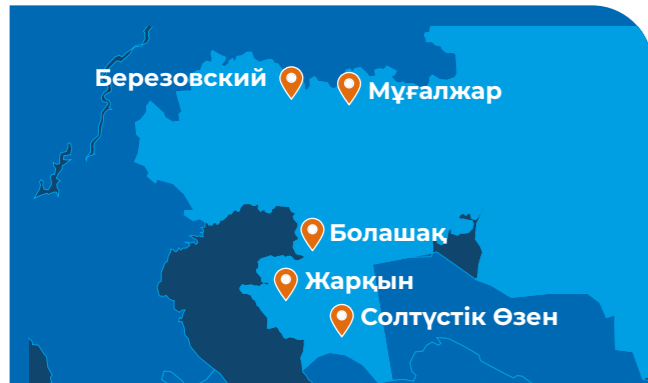 Березовский
Мұғалжар
Болашақ
Жарқын
Солтүстік Өзен